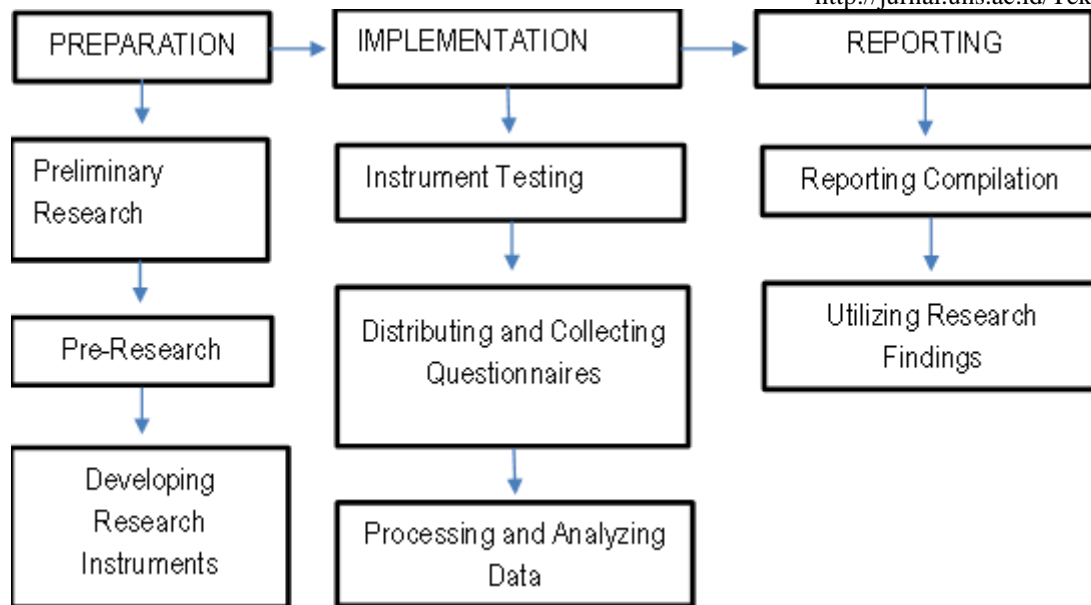 PREPARATION
IMPLEMENTATION
REPORTING
Preliminary
Research
Instrument Testing
Reporting Compilation
Pre-Research
Distributing and Collecting
Questionnaires
Utilizing Research
Findings
Developing
Research
Instruments
Processing and Analyzing
Data